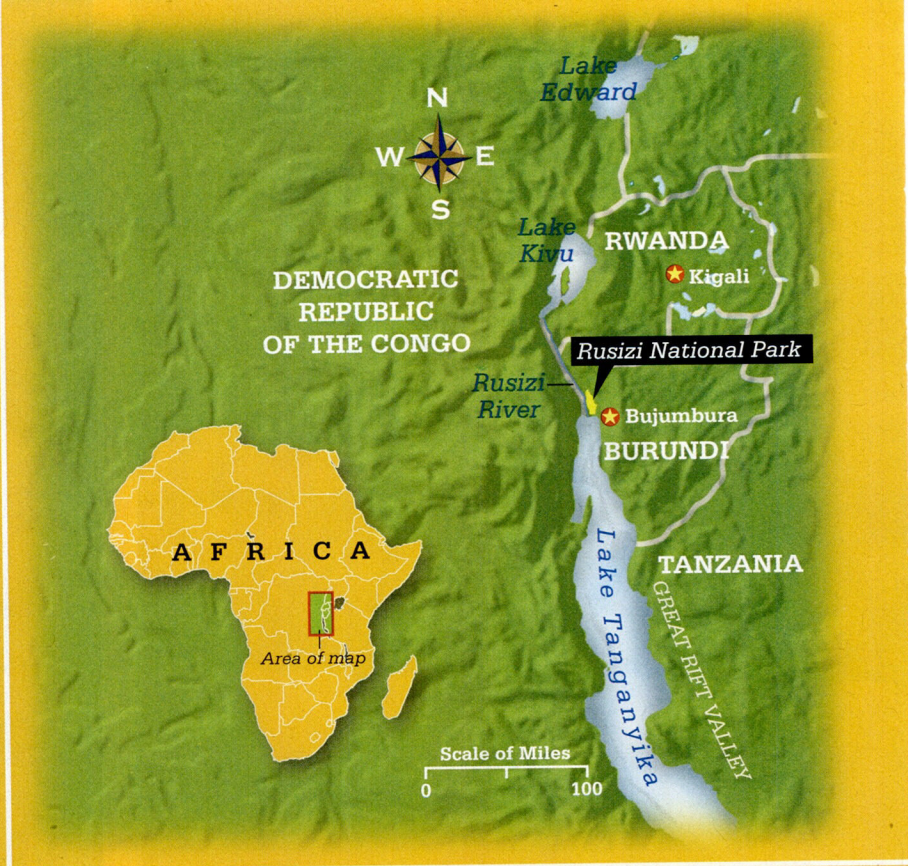 Lake
Edward
N
W E
S
Lake
Kivu
RWANDA
Kigali
DEMOCRATIC
REPUBLIC
OF THE CONGO
Rusizi National Park
Rusizi
River
Bujumbura
BURUNDI
AFRICA
Lake Tanganyika
TANZANIA
GREAT RIFT VALLEY
Area of map
Scale of Miles
0 100